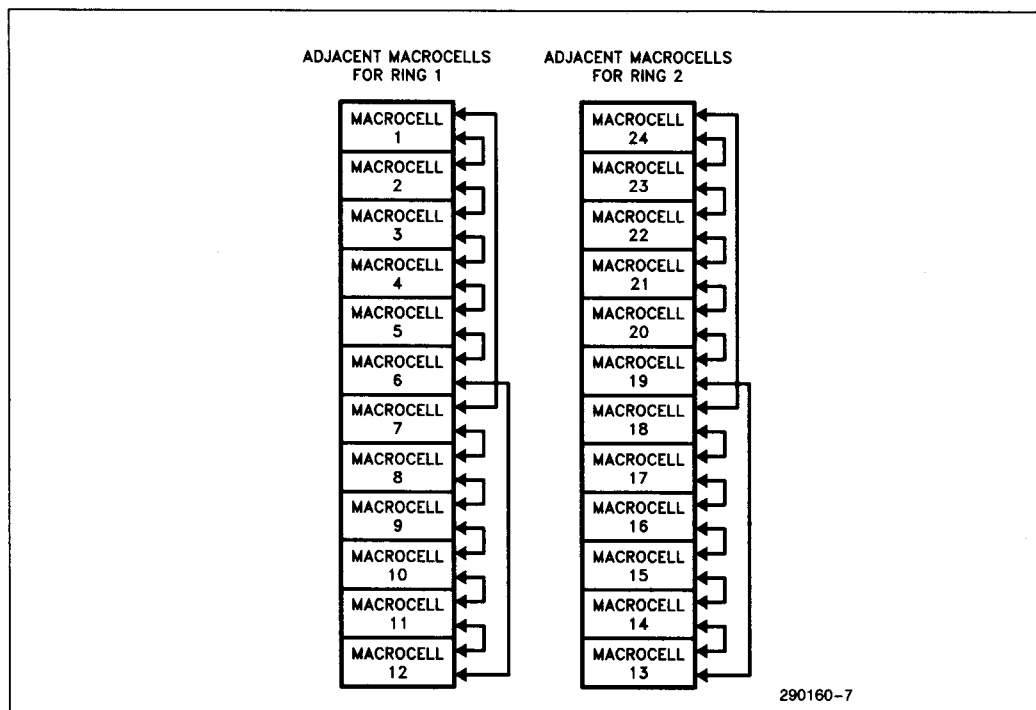 ADJACENT MACROCELLS
FOR RING 1
MACROCELL
1
MACROCELL
2
MACROCELL
3
MACROCELL
4
MACROCELL
5
MACROCELL
6
MACROCELL
7
MACROCELL
8
MACROCELL
9
MACROCELL
10
MACROCELL
11
MACROCELL
12
ADJACENT MACROCELLS
FOR RING 2
MACROCELL
24
MACROCELL
23
MACROCELL
22
MACROCELL
21
MACROCELL
20
MACROCELL
19
MACROCELL
18
MACROCELL
17
MACROCELL
16
MACROCELL
15
MACROCELL
14
MACROCELL
13
290160-7